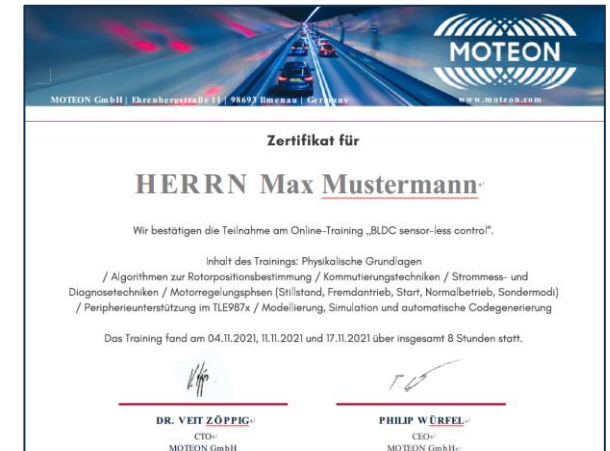 MOTEON
MOTEON GmbH | Ehrenbergstraße 11 | 98693 Ilmenau | Germany
www.moteon.com
Zertifikat für
HERRN Max Mustermann
Wir bestätigen die Teilnahme am Online-Training „BLDC sensor-less control“.
Inhalt des Trainings: Physikalische Grundlagen
/ Algorithmen zur Rotorpositionsbestimmung / Kommutierungstechniken / Strommess- und
Diagnosetechniken / Motorregelungsphsen (Stillstand, Fremdantrieb, Start, Normalbetrieb, Sondermodi)
/ Peripherieunterstützung im TLE987x / Modellierung, Simulation und automatische Codegenerierung
Das Training fand am 04.11.2021, 11.11.2021 und 17.11.2021 über insgesamt 8 Stunden statt.
DR. VEIT ZÖPPIG
CTO
MOTEON GmbH
PHILIP WÜRFEL
CEO
MOTEON GmbH